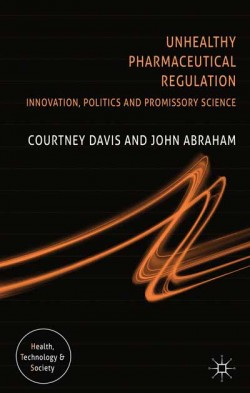 UNHEALTHY
PHARMACEUTICAL
REGULATION
INNOVATION, POLITICS AND PROMISSORY SCIENCE
COURTNEY DAVIS AND JOHN ABRAHAM
Health,
Technology &
Society